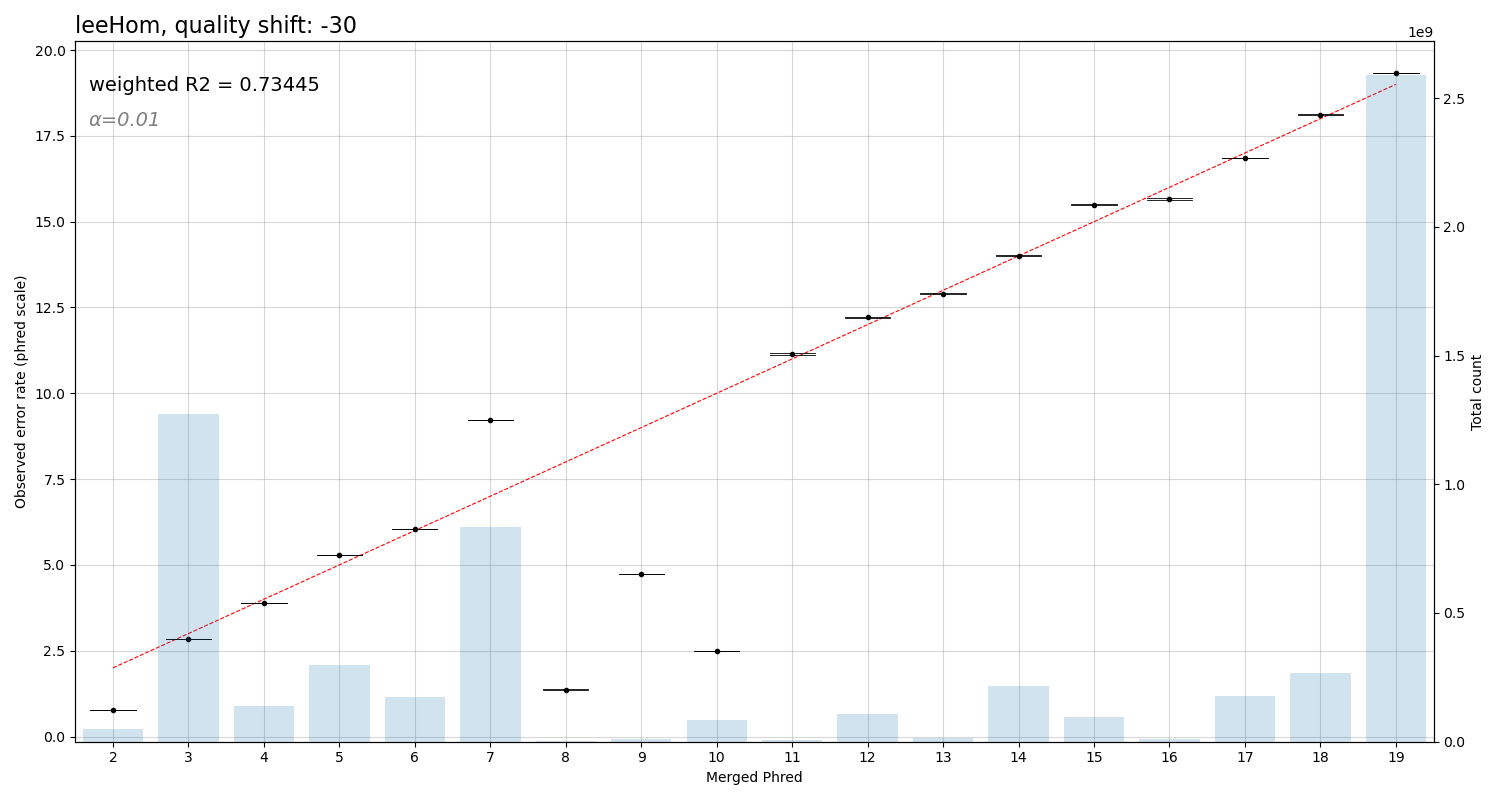 leeHom, quality shift: -30
1e9
weighted R2 = 0.73445
α=0.01
20.0
17.5
15.0
12.5
10.0
7.5
5.0
2.5
0.0
Observed error rate (phred scale)
2.5
2.0
1.5
1.0
0.5
0.0
Total count
2 3 4 5 6 7 8 9 10 11 12 13 14 15 16 17 18 19
Merged Phred